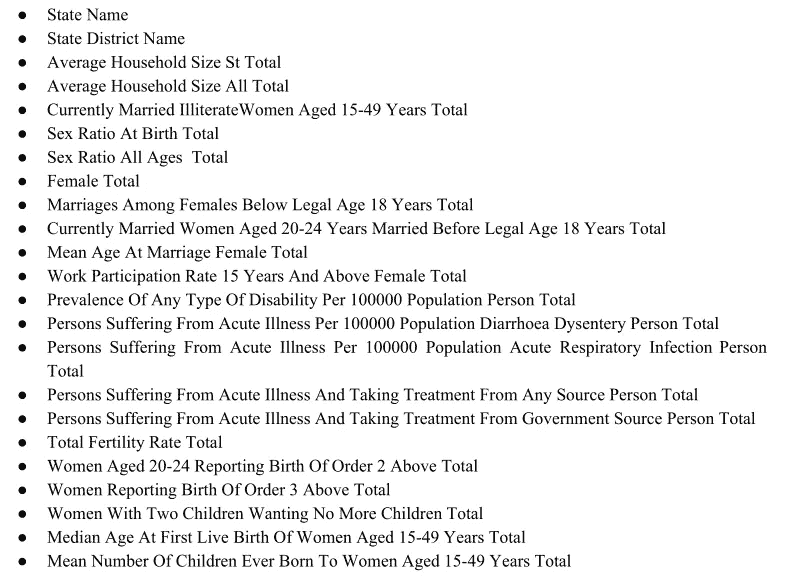 ● State Name
● State District Name
● Average Household Size St Total
● Average Household Size All Total
● Currently Married IlliterateWomen Aged 15-49 Years Total
● Sex Ratio At Birth Total
● Sex Ratio All Ages  Total
● Female Total
● Marriages Among Females Below Legal Age 18 Years Total
● Currently Married Women Aged 20-24 Years Married Before Legal Age 18 Years Total
● Mean Age At Marriage Female Total
● Work Participation Rate 15 Years And Above Female Total
● Prevalence Of Any Type Of Disability Per 100000 Population Person Total
● Persons Suffering From Acute Illness Per 100000 Population Diarrhoea Dysentery Person Total
● Persons Suffering From Acute Illness Per 100000 Population Acute Respiratory Infection Person
Total
● Persons Suffering From Acute Illness And Taking Treatment From Any Source Person Total
● Persons Suffering From Acute Illness And Taking Treatment From Government Source Person Total
● Total Fertility Rate Total
● Women Aged 20-24 Reporting Birth Of Order 2 Above Total
● Women Reporting Birth Of Order 3 Above Total
● Women With Two Children Wanting No More Children Total
● Median Age At First Live Birth Of Women Aged 15-49 Years Total
● Mean Number Of Children Ever Born To Women Aged 15-49 Years Total